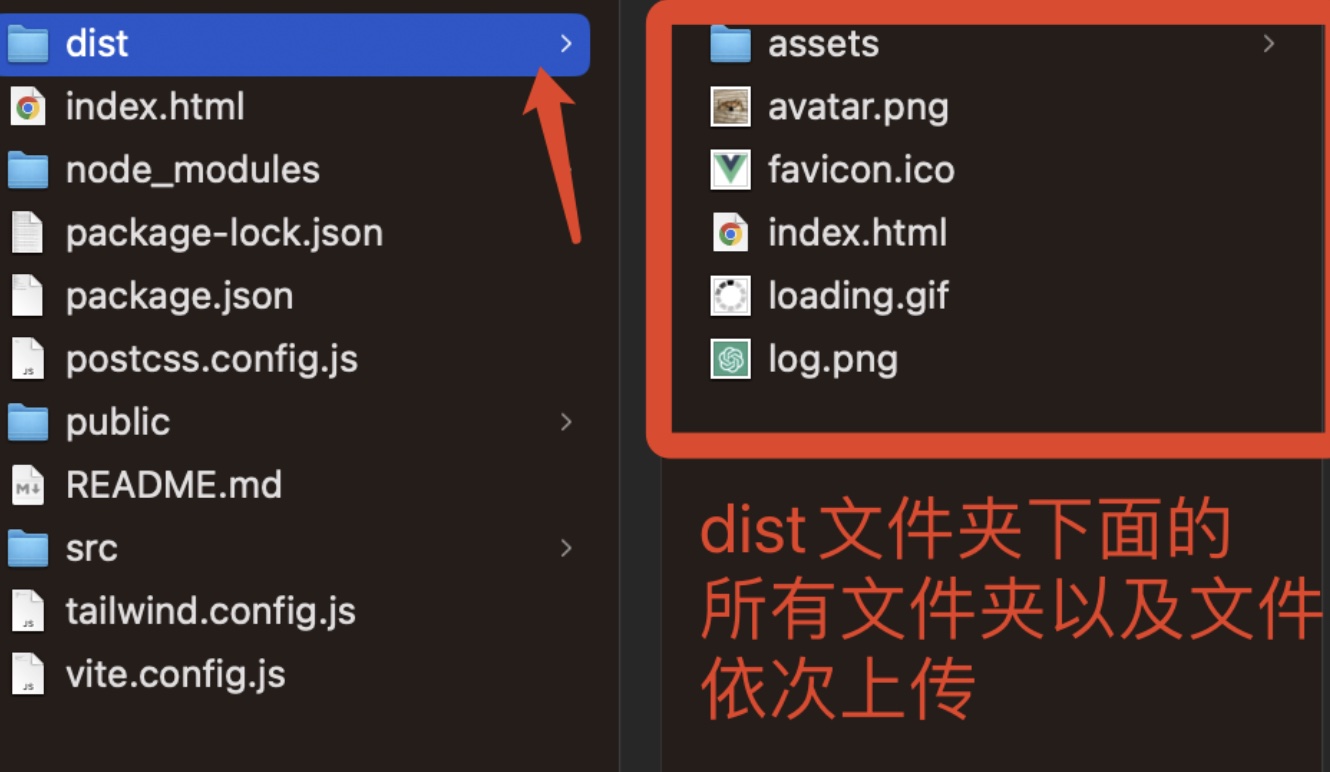 dist
index.html
node_modules
package-lock.json
package.json
postcss.config.js
public
README.md
src
tailwind.config.js
vite.config.js
assets
avatar.png
favicon.ico
index.html
loading.gif
log.png
dist 文件夹下面的
所有文件夹以及文件
依次上传